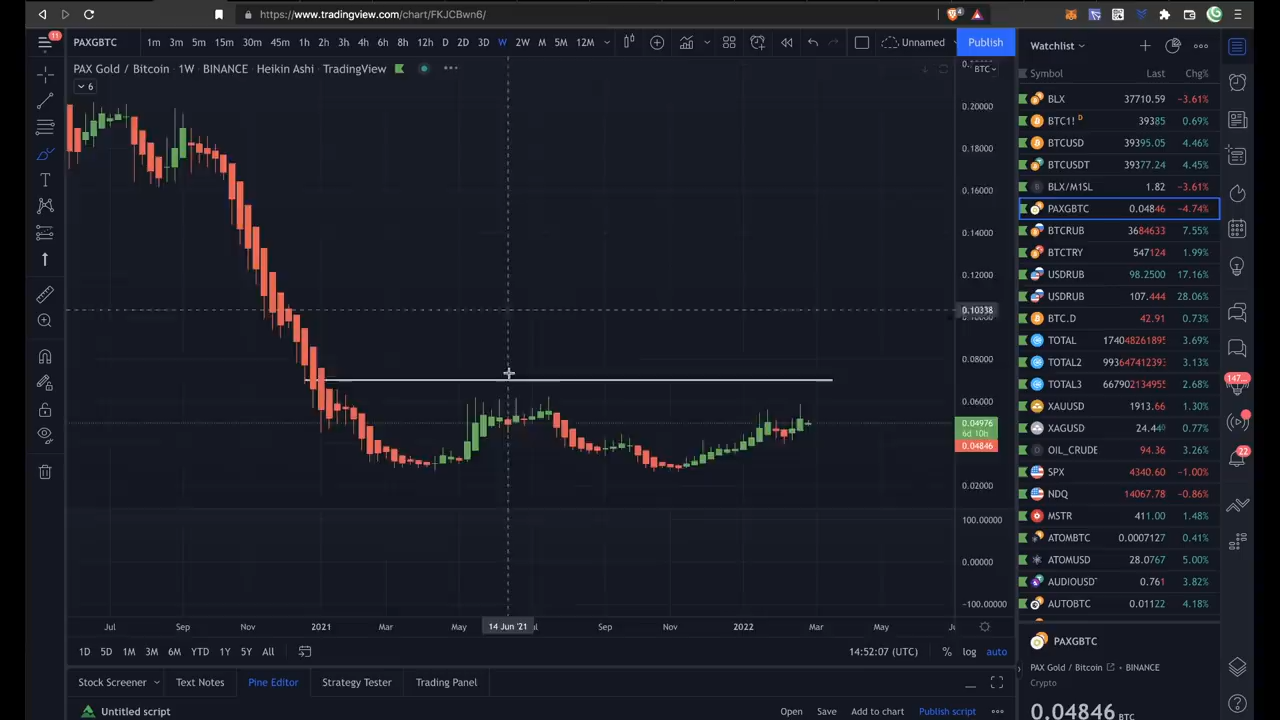 https://www.tradingview.com/chart/FKJCBwn6/
11
PAXGBTC 1m 3m 5m 15m 30m 45m 1h 2h 3h 4h 6h 8h 12h D 2D 3D W 2W M 5M 12M Unnamed Publish
PAX Gold / Bitcoin · 1W · BINANCE · Heikin Ashi · TradingView
6
BTC
0.20000
0.18000
0.16000
0.14000
0.12000
0.10338
0.08000
0.06000
0.04976
6d 10h
0.04846
0.02000
100.00000
0.00000
-100.00000
Jul Sep Nov 2021 Mar May 14 Jun '21 Sep Nov 2022 Mar May
1D 5D 1M 3M 6M YTD 1Y 5Y All 14:52:07 (UTC) % log auto
Stock Screener Text Notes Pine Editor Strategy Tester Trading Panel
Untitled script Open Save Add to chart Publish script
Watchlist
Symbol Last Chg%
BLX 37710.59 −3.61%
BTC1! D 39385 0.69%
BTCUSD 39395.05 4.46%
BTCUSDT 39377.24 4.45%
BLX/M1SL 1.82 −3.61%
PAXGBTC 0.04846 −4.74%
BTCRUB 3684633 7.55%
BTCTRY 547124 1.99%
USDRUB 98.2500 17.16%
USDRUB 107.444 28.06%
BTC.D 42.91 0.73%
TOTAL 3.69%
TOTAL2 3.13%
TOTAL3 2.68%
XAUUSD 1913.66 1.30%
XAGUSD 0.77%
OIL_CRUDE 94.36 3.26%
SPX 4340.60 −1.00%
NDQ 14067.78 −0.86%
MSTR 411.00 1.48%
ATOMBTC 0.0007127 0.41%
ATOMUSD 28.0767 5.00%
AUDIOUSD 0.761 3.82%
AUTOBTC 0.01122 4.18%
147
22
PAXGBTC
PAX Gold / Bitcoin · BINANCE
Crypto
0.04846 BTC